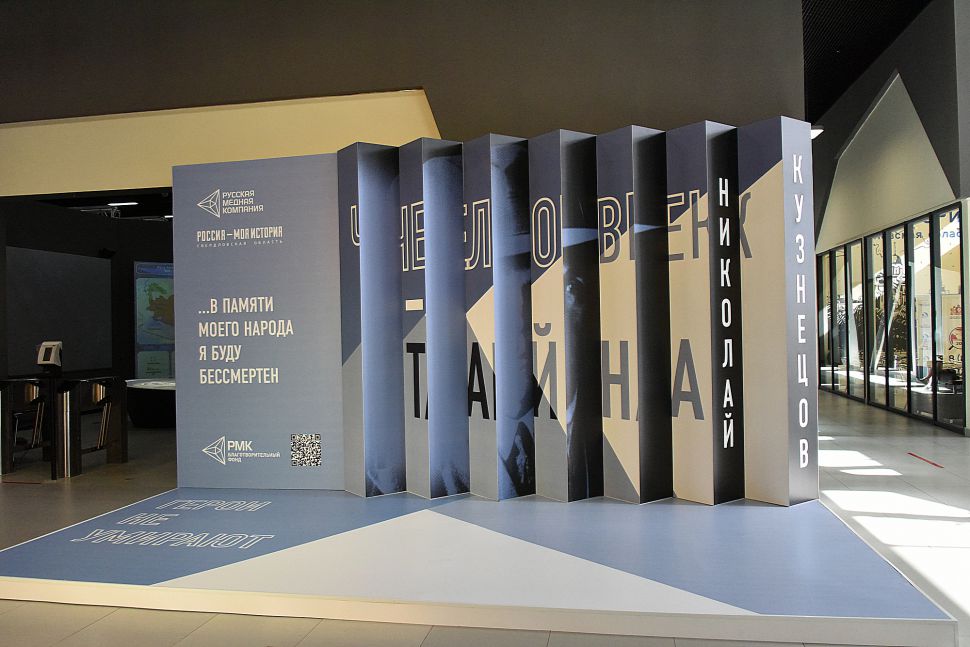 РУССКАЯ
МЕДНАЯ
КОМПАНИЯ
РОССИЯ — МОЯ ИСТОРИЯ
СВЕРДЛОВСКАЯ ОБЛАСТЬ
...В ПАМЯТИ
МОЕГО НАРОДА
Я БУДУ
БЕССМЕРТЕН
РМК
БЛАГОТВОРИТЕЛЬНЫЙ
ФОНД
ЧЕЛОВЕК
—
ТАЙНА
НИКОЛАЙ
КУЗНЕЦОВ
ГЕРОИ
НЕ
УМИРАЮТ